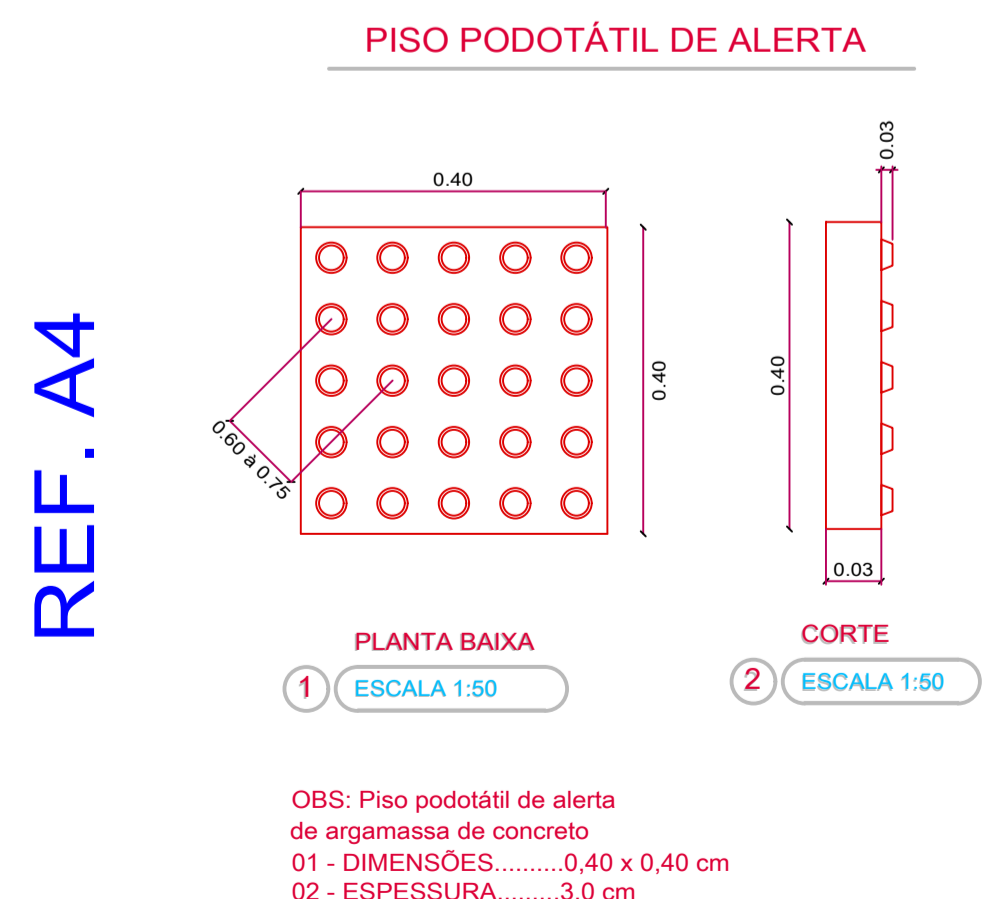 PISO PODOTÁTIL DE ALERTA
REF. A4
0.40
0.40
0.60 à 0.75
0.03
0.40
0.03
PLANTA BAIXA
1 ESCALA 1:50
CORTE
2 ESCALA 1:50
OBS: Piso podotátil de alerta
de argamassa de concreto
01 - DIMENSÕES..........0,40 x 0,40 cm
02 - ESPESSURA.........3,0 cm